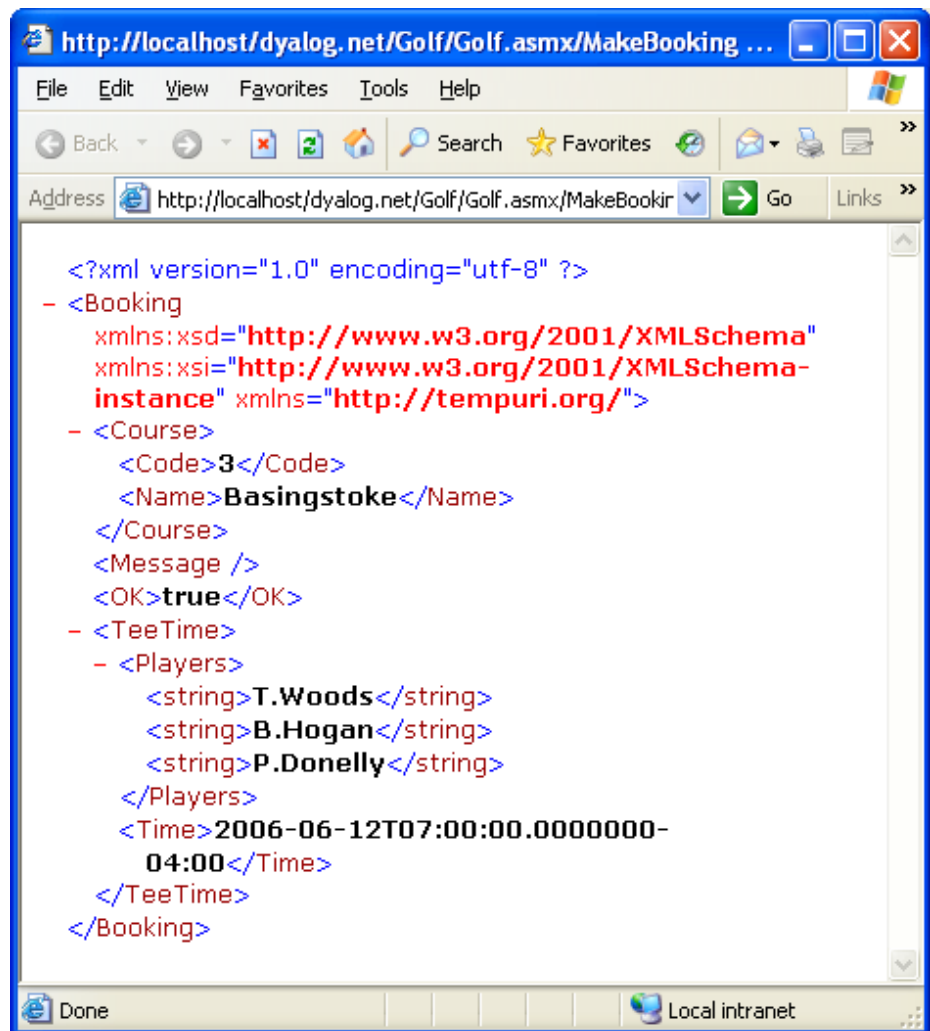 http://localhost/dyalog.net/Golf/Golf.asmx/MakeBooking ...
File Edit View Favorites Tools Help
Back Search Favorites »
Address http://localhost/dyalog.net/Golf/Golf.asmx/MakeBookin Go Links »
<?xml version="1.0" encoding="utf-8" ?>
- <Booking
xmlns:xsd="http://www.w3.org/2001/XMLSchema"
xmlns:xsi="http://www.w3.org/2001/XMLSchema-
instance" xmlns="http://tempuri.org/">
- <Course>
<Code>3</Code>
<Name>Basingstoke</Name>
</Course>
<Message />
<OK>true</OK>
- <TeeTime>
- <Players>
<string>T.Woods</string>
<string>B.Hogan</string>
<string>P.Donelly</string>
</Players>
<Time>2006-06-12T07:00:00.0000000-
04:00</Time>
</TeeTime>
</Booking>
Done Local intranet